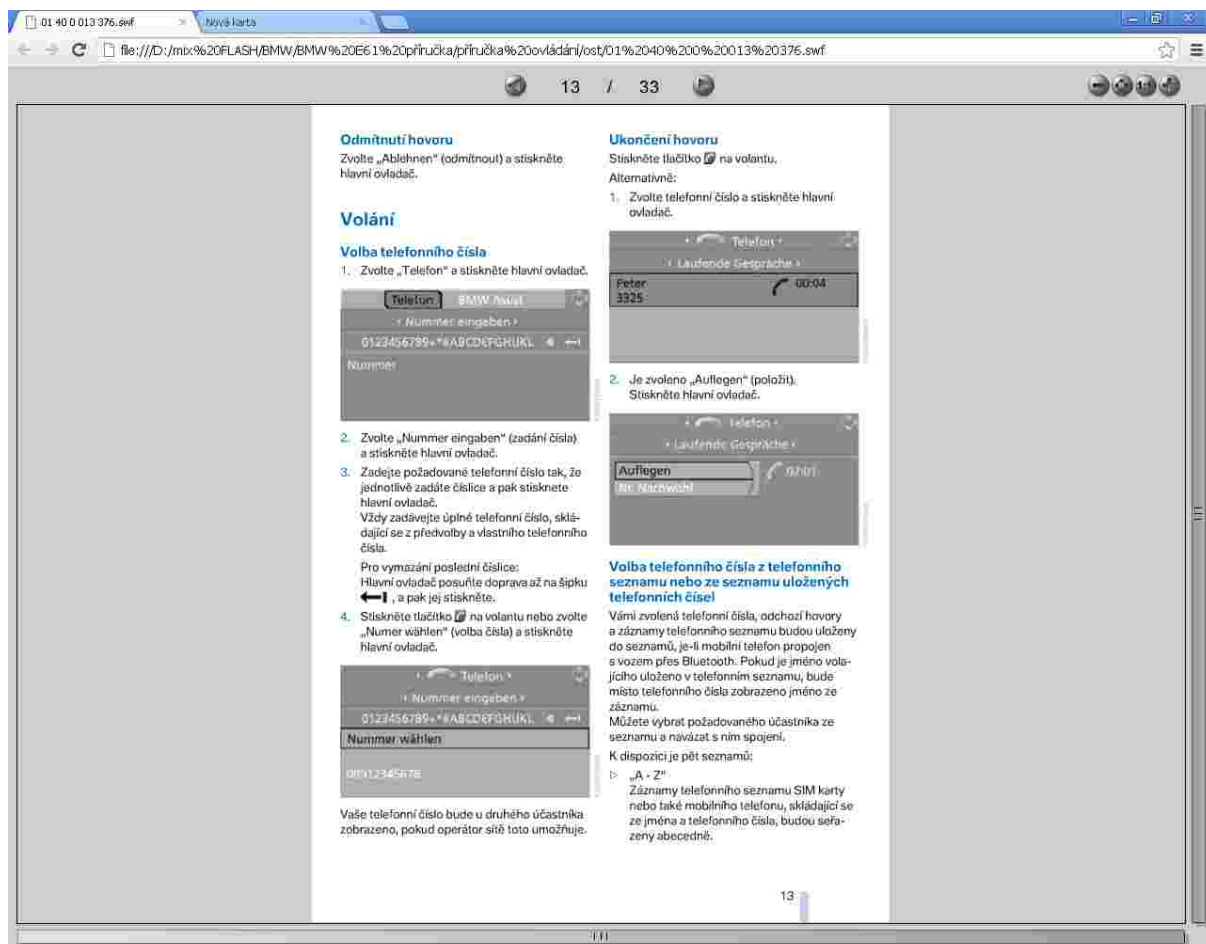 01 40 0 013 376.swf
Nová karta
file:///D:/mix%20FLASH/BMW/BMW%20E61%20příručka/příručka%20ovládání/ost/01%2040%200%20013%20376.swf
13 / 33
1:1
Odmítnutí hovoru
Zvolte „Ablehnen“ (odmítnout) a stiskněte
hlavní ovladač.
Volání
Volba telefonního čísla
1. Zvolte „Telefon“ a stiskněte hlavní ovladač.
Telefon BMW Assist
Nummer eingeben
0123456789+*#ABCDEFGHIJKL
Nummer
2. Zvolte „Nummer eingeben“ (zadání čísla)
a stiskněte hlavní ovladač.
3. Zadejte požadované telefonní číslo tak, že
jednotlivě zadáte číslice a pak stisknete
hlavní ovladač.
Vždy zadávejte úplné telefonní číslo, sklá-
dající se z předvolby a vlastního telefonního
čísla.
Pro vymazání poslední číslice:
Hlavní ovladač posuňte doprava až na šipku
, a pak jej stiskněte.
4. Stiskněte tlačítko na volantu nebo zvolte
„Numer wählen“ (volba čísla) a stiskněte
hlavní ovladač.
Telefon
Nummer eingeben
0123456789+*#ABCDEFGHIJKL
Nummer wählen
Vaše telefonní číslo bude u druhého účastníka
zobrazeno, pokud operátor sítě toto umožňuje.
Ukončení hovoru
Stiskněte tlačítko na volantu.
Alternativně:
1. Zvolte telefonní číslo a stiskněte hlavní
ovladač.
Telefon
Laufende Gespräche
Peter 00:04
3325
2. Je zvoleno „Auflegen“ (položit).
Stiskněte hlavní ovladač.
Telefon
Laufende Gespräche
Auflegen
Nr. Nachwahl
Volba telefonního čísla z telefonního
seznamu nebo ze seznamu uložených
telefonních čísel
Vámi zvolená telefonní čísla, odchozí hovory
a záznamy telefonního seznamu budou uloženy
do seznamů, je-li mobilní telefon propojen
s vozem přes Bluetooth. Pokud je jméno vola-
jícího uloženo v telefonním seznamu, bude
místo telefonního čísla zobrazeno jméno ze
záznamu.
Můžete vybrat požadovaného účastníka ze
seznamu a navázat s ním spojení.
K dispozici je pět seznamů:
▷ „A - Z“
Záznamy telefonního seznamu SIM karty
nebo také mobilního telefonu, skládající se
ze jména a telefonního čísla, budou seřa-
zeny abecedně.
13